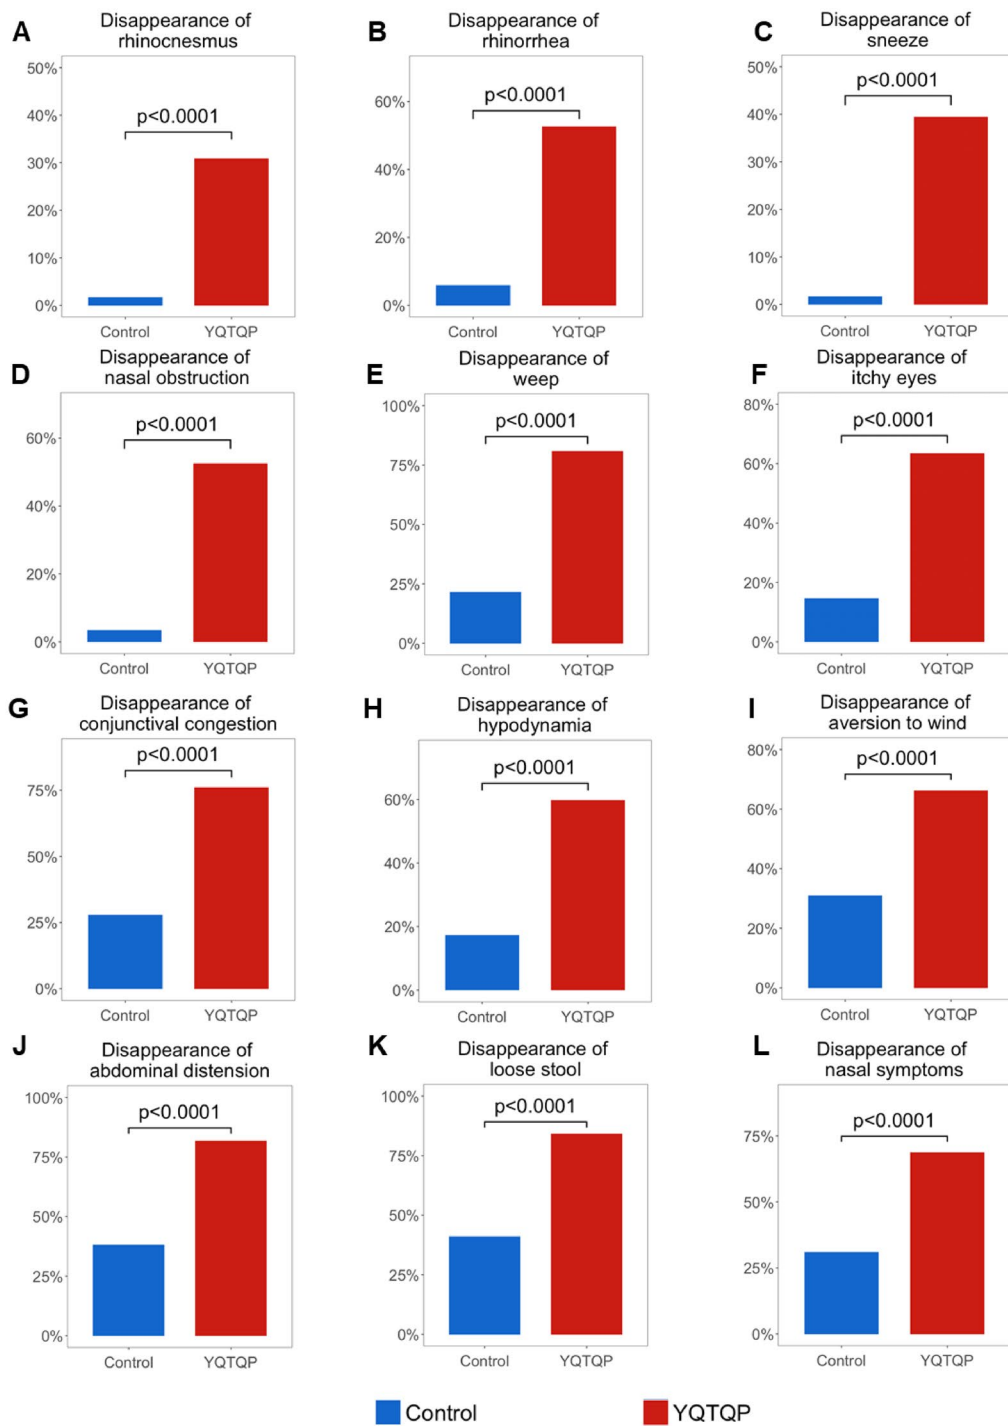 A
Disappearance of
rhinocnesmus
50%
40%
30%
20%
10%
0%
p<0.0001
Control
YQTQP
B
Disappearance of
rhinorrhea
60%
40%
20%
0%
p<0.0001
Control
YQTQP
C
Disappearance of
sneeze
50%
40%
30%
20%
10%
0%
p<0.0001
Control
YQTQP
D
Disappearance of
nasal obstruction
60%
40%
20%
0%
p<0.0001
Control
YQTQP
E
Disappearance of
weep
100%
75%
50%
25%
0%
p<0.0001
Control
YQTQP
F
Disappearance of
itchy eyes
80%
60%
40%
20%
0%
p<0.0001
Control
YQTQP
G
Disappearance of
conjunctival congestion
75%
50%
25%
0%
p<0.0001
Control
YQTQP
H
Disappearance of
hypodynamia
60%
40%
20%
0%
p<0.0001
Control
YQTQP
I
Disappearance of
aversion to wind
80%
60%
40%
20%
0%
p<0.0001
Control
YQTQP
J
Disappearance of
abdominal distension
100%
75%
50%
25%
0%
p<0.0001
Control
YQTQP
K
Disappearance of
loose stool
100%
75%
50%
25%
0%
p<0.0001
Control
YQTQP
L
Disappearance of
nasal symptoms
75%
50%
25%
0%
p<0.0001
Control
YQTQP
Control
YQTQP